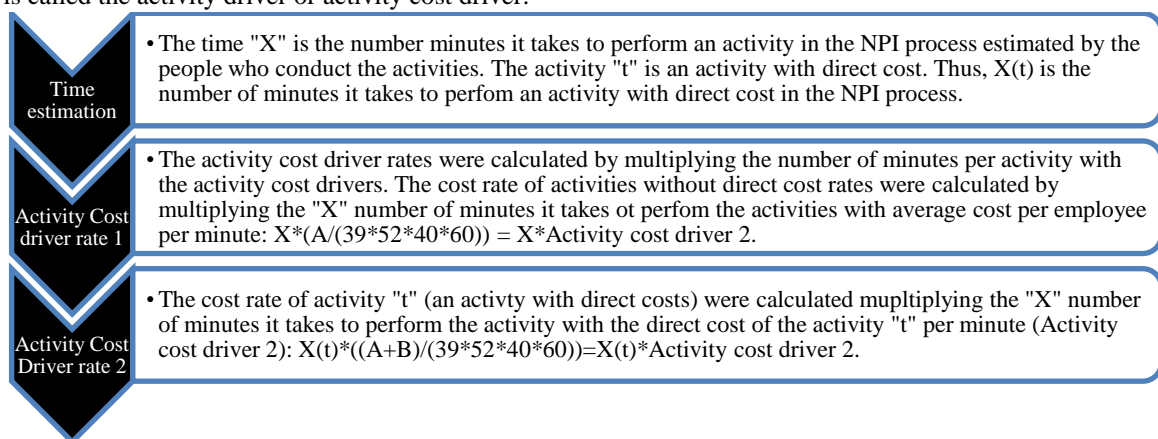 is called the activity driver or activity cost driver.
Time
estimation
• The time "X" is the number minutes it takes to perform an activity in the NPI process estimated by the
people who conduct the activities. The activity "t" is an activity with direct cost. Thus, X(t) is the
number of minutes it takes to perfom an activity with direct cost in the NPI process.
Activity Cost
driver rate 1
• The activity cost driver rates were calculated by multiplying the number of minutes per activity with
the activity cost drivers. The cost rate of activities without direct cost rates were calculated by
multiplying the "X" number of minutes it takes ot perfom the activities with average cost per employee
per minute: X*(A/(39*52*40*60)) = X*Activity cost driver 2.
Activity Cost
Driver rate 2
• The cost rate of activity "t" (an activty with direct costs) were calculated mupltiplying the "X" number
of minutes it takes to perform the activity with the direct cost of the activity "t" per minute (Activity
cost driver 2): X(t)*((A+B)/(39*52*40*60))=X(t)*Activity cost driver 2.